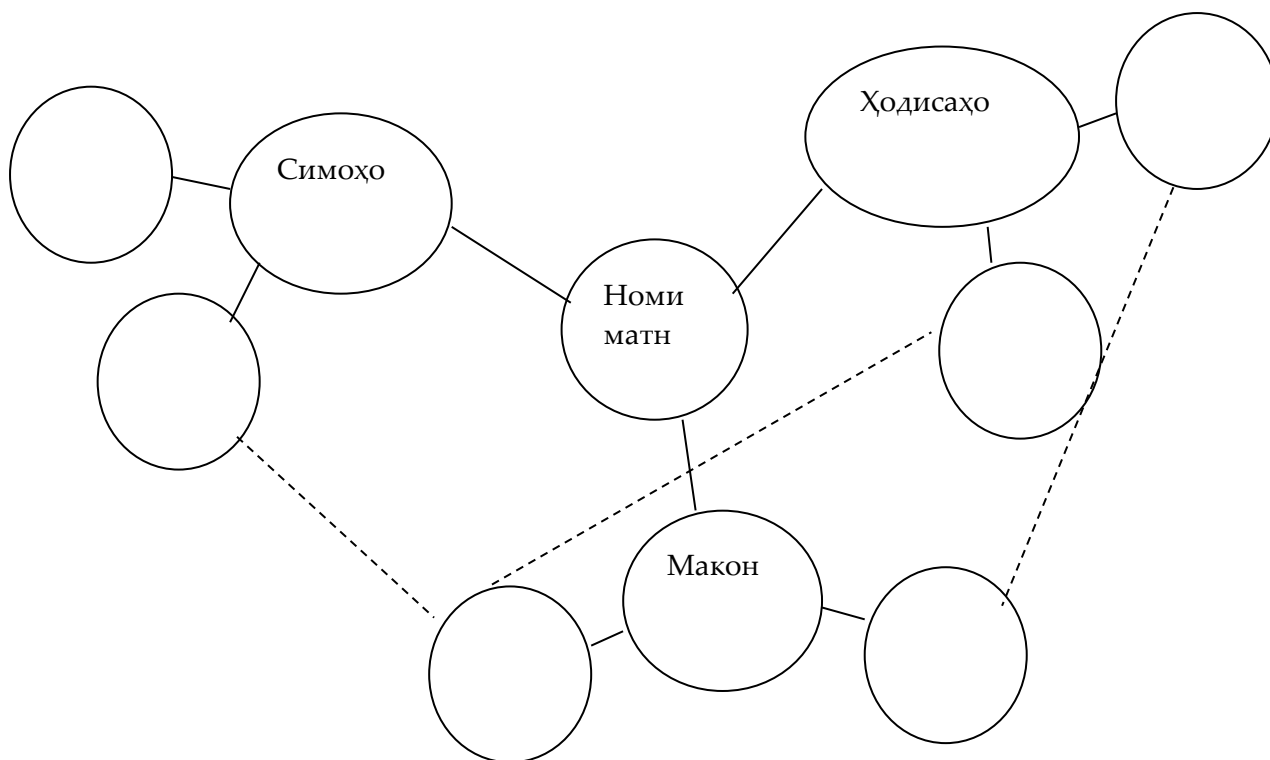 Ҳодисаҳо
Симоҳо
Номи
матн
Макон